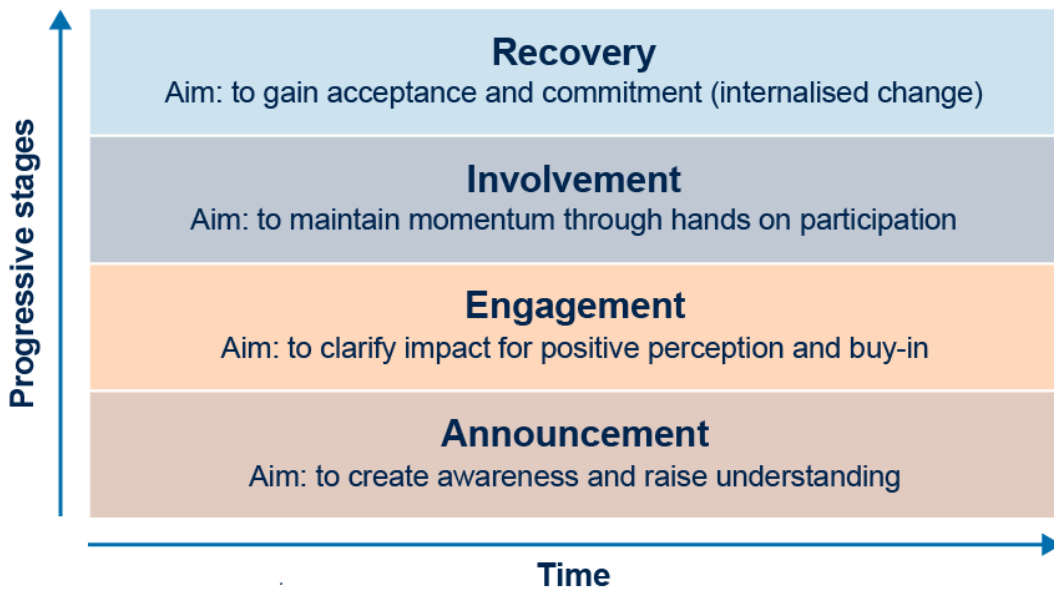 Progressive stages
Recovery
Aim: to gain acceptance and commitment (internalised change)
Involvement
Aim: to maintain momentum through hands on participation
Engagement
Aim: to clarify impact for positive perception and buy-in
Announcement
Aim: to create awareness and raise understanding
Time